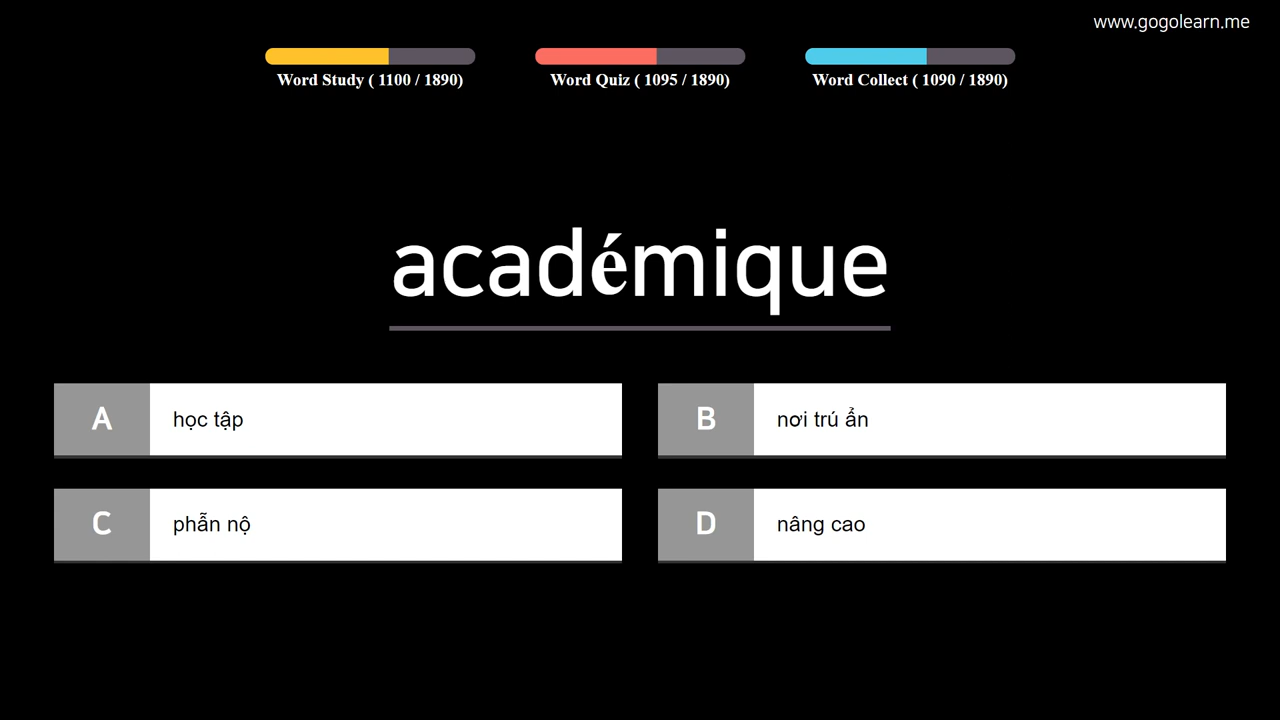 www.gogolearn.me
Word Study ( 1100 / 1890)
Word Quiz ( 1095 / 1890)
Word Collect ( 1090 / 1890)
académique
A học tập
B nơi trú ẩn
C phẫn nộ
D nâng cao